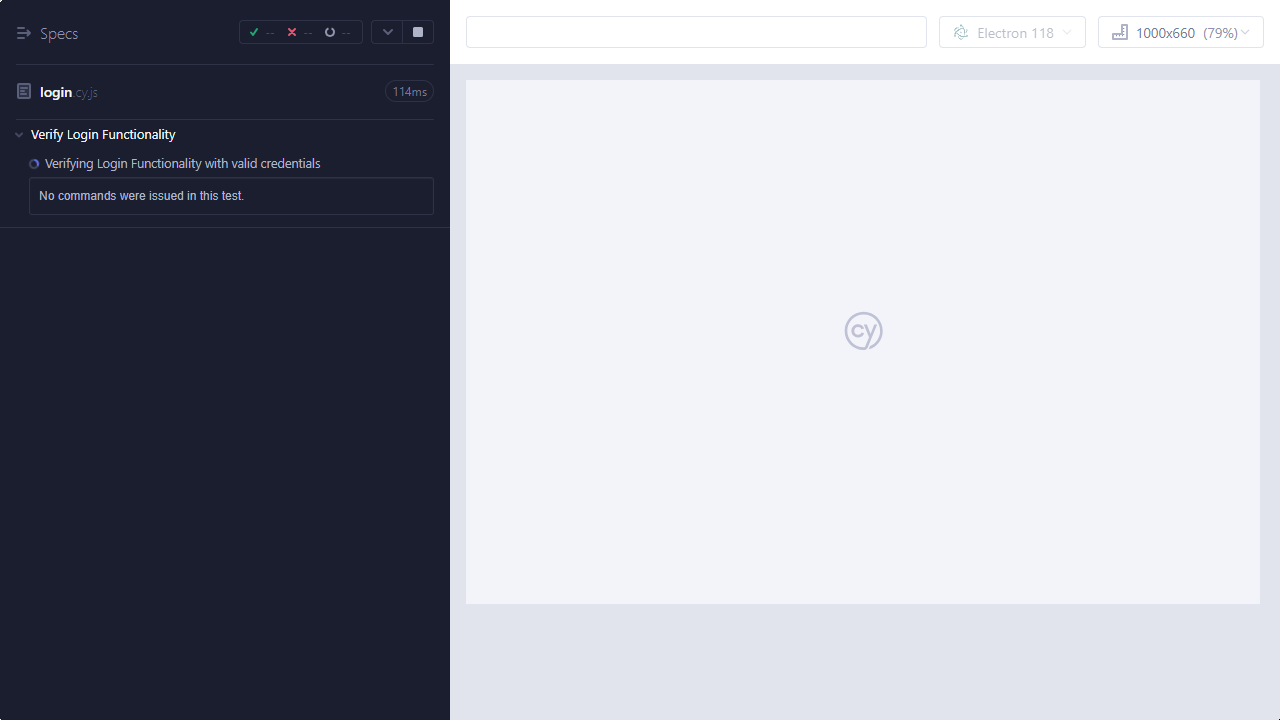 Specs
-- -- --
Electron 118
1000x660 (79%)
login.cy.js
114ms
Verify Login Functionality
Verifying Login Functionality with valid credentials
No commands were issued in this test.
cy